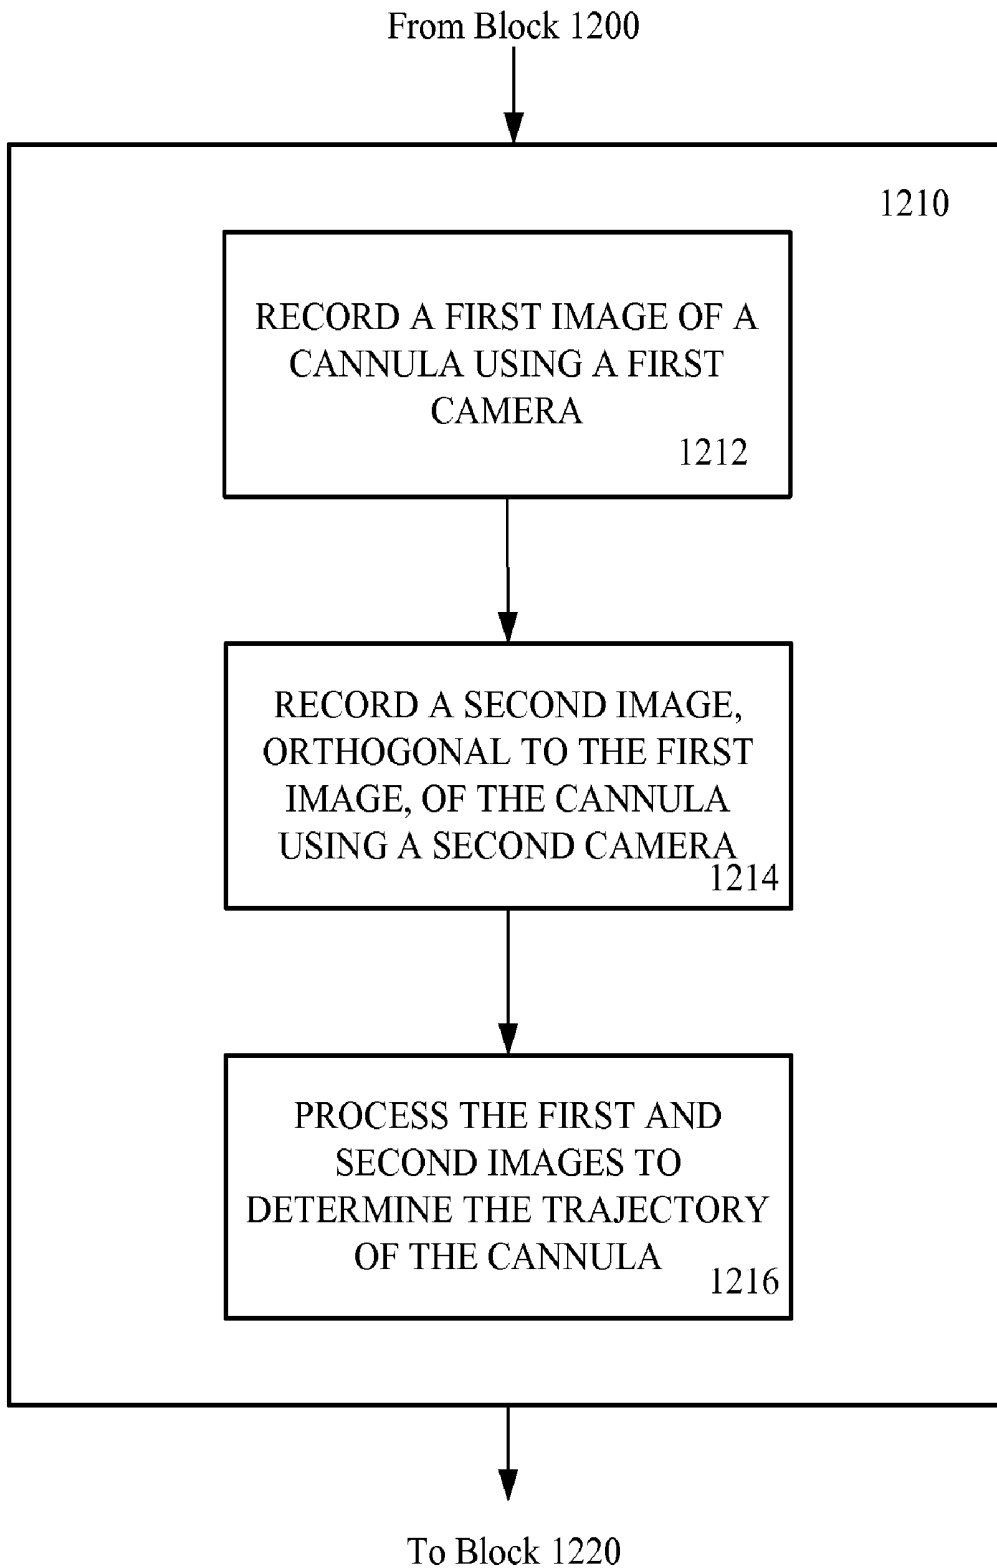 From Block 1200
1210
RECORD A FIRST IMAGE OF A
CANNULA USING A FIRST
CAMERA
1212
RECORD A SECOND IMAGE,
ORTHOGONAL TO THE FIRST
IMAGE, OF THE CANNULA
USING A SECOND CAMERA
1214
PROCESS THE FIRST AND
SECOND IMAGES TO
DETERMINE THE TRAJECTORY
OF THE CANNULA
1216
To Block 1220